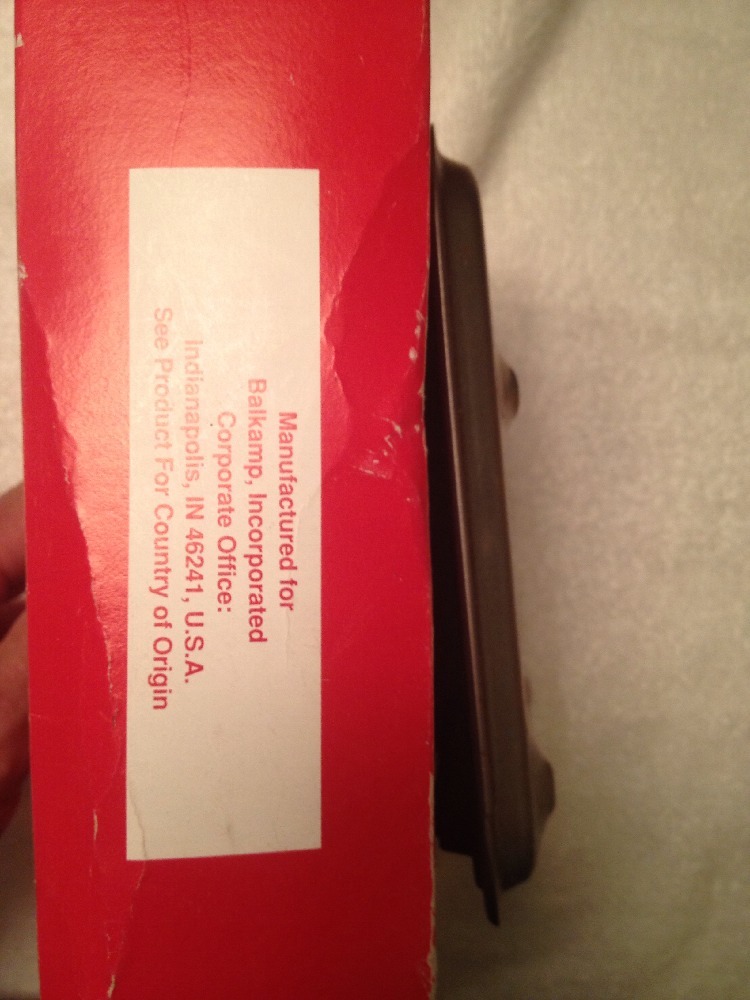 Manufactured for
Balkamp, Incorporated
Corporate Office:
Indianapolis, IN 46241, U.S.A.
See Product For Country of Origin